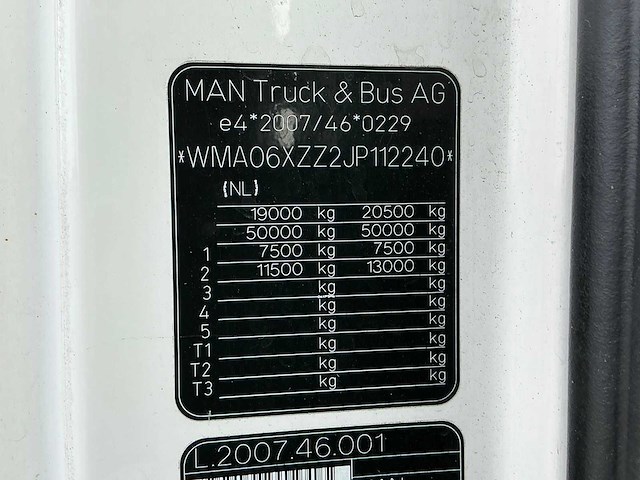 MAN Truck & Bus AG
e4*2007/46*0229
*WMA06XZZ2JP112240*
(NL)
19000 kg 20500 kg
50000 kg 50000 kg
1 7500 kg 7500 kg
2 11500 kg 13000 kg
3 kg kg
4 kg kg
5 kg kg
T1 kg kg
T2 kg kg
T3 kg kg
L.2007.46.001